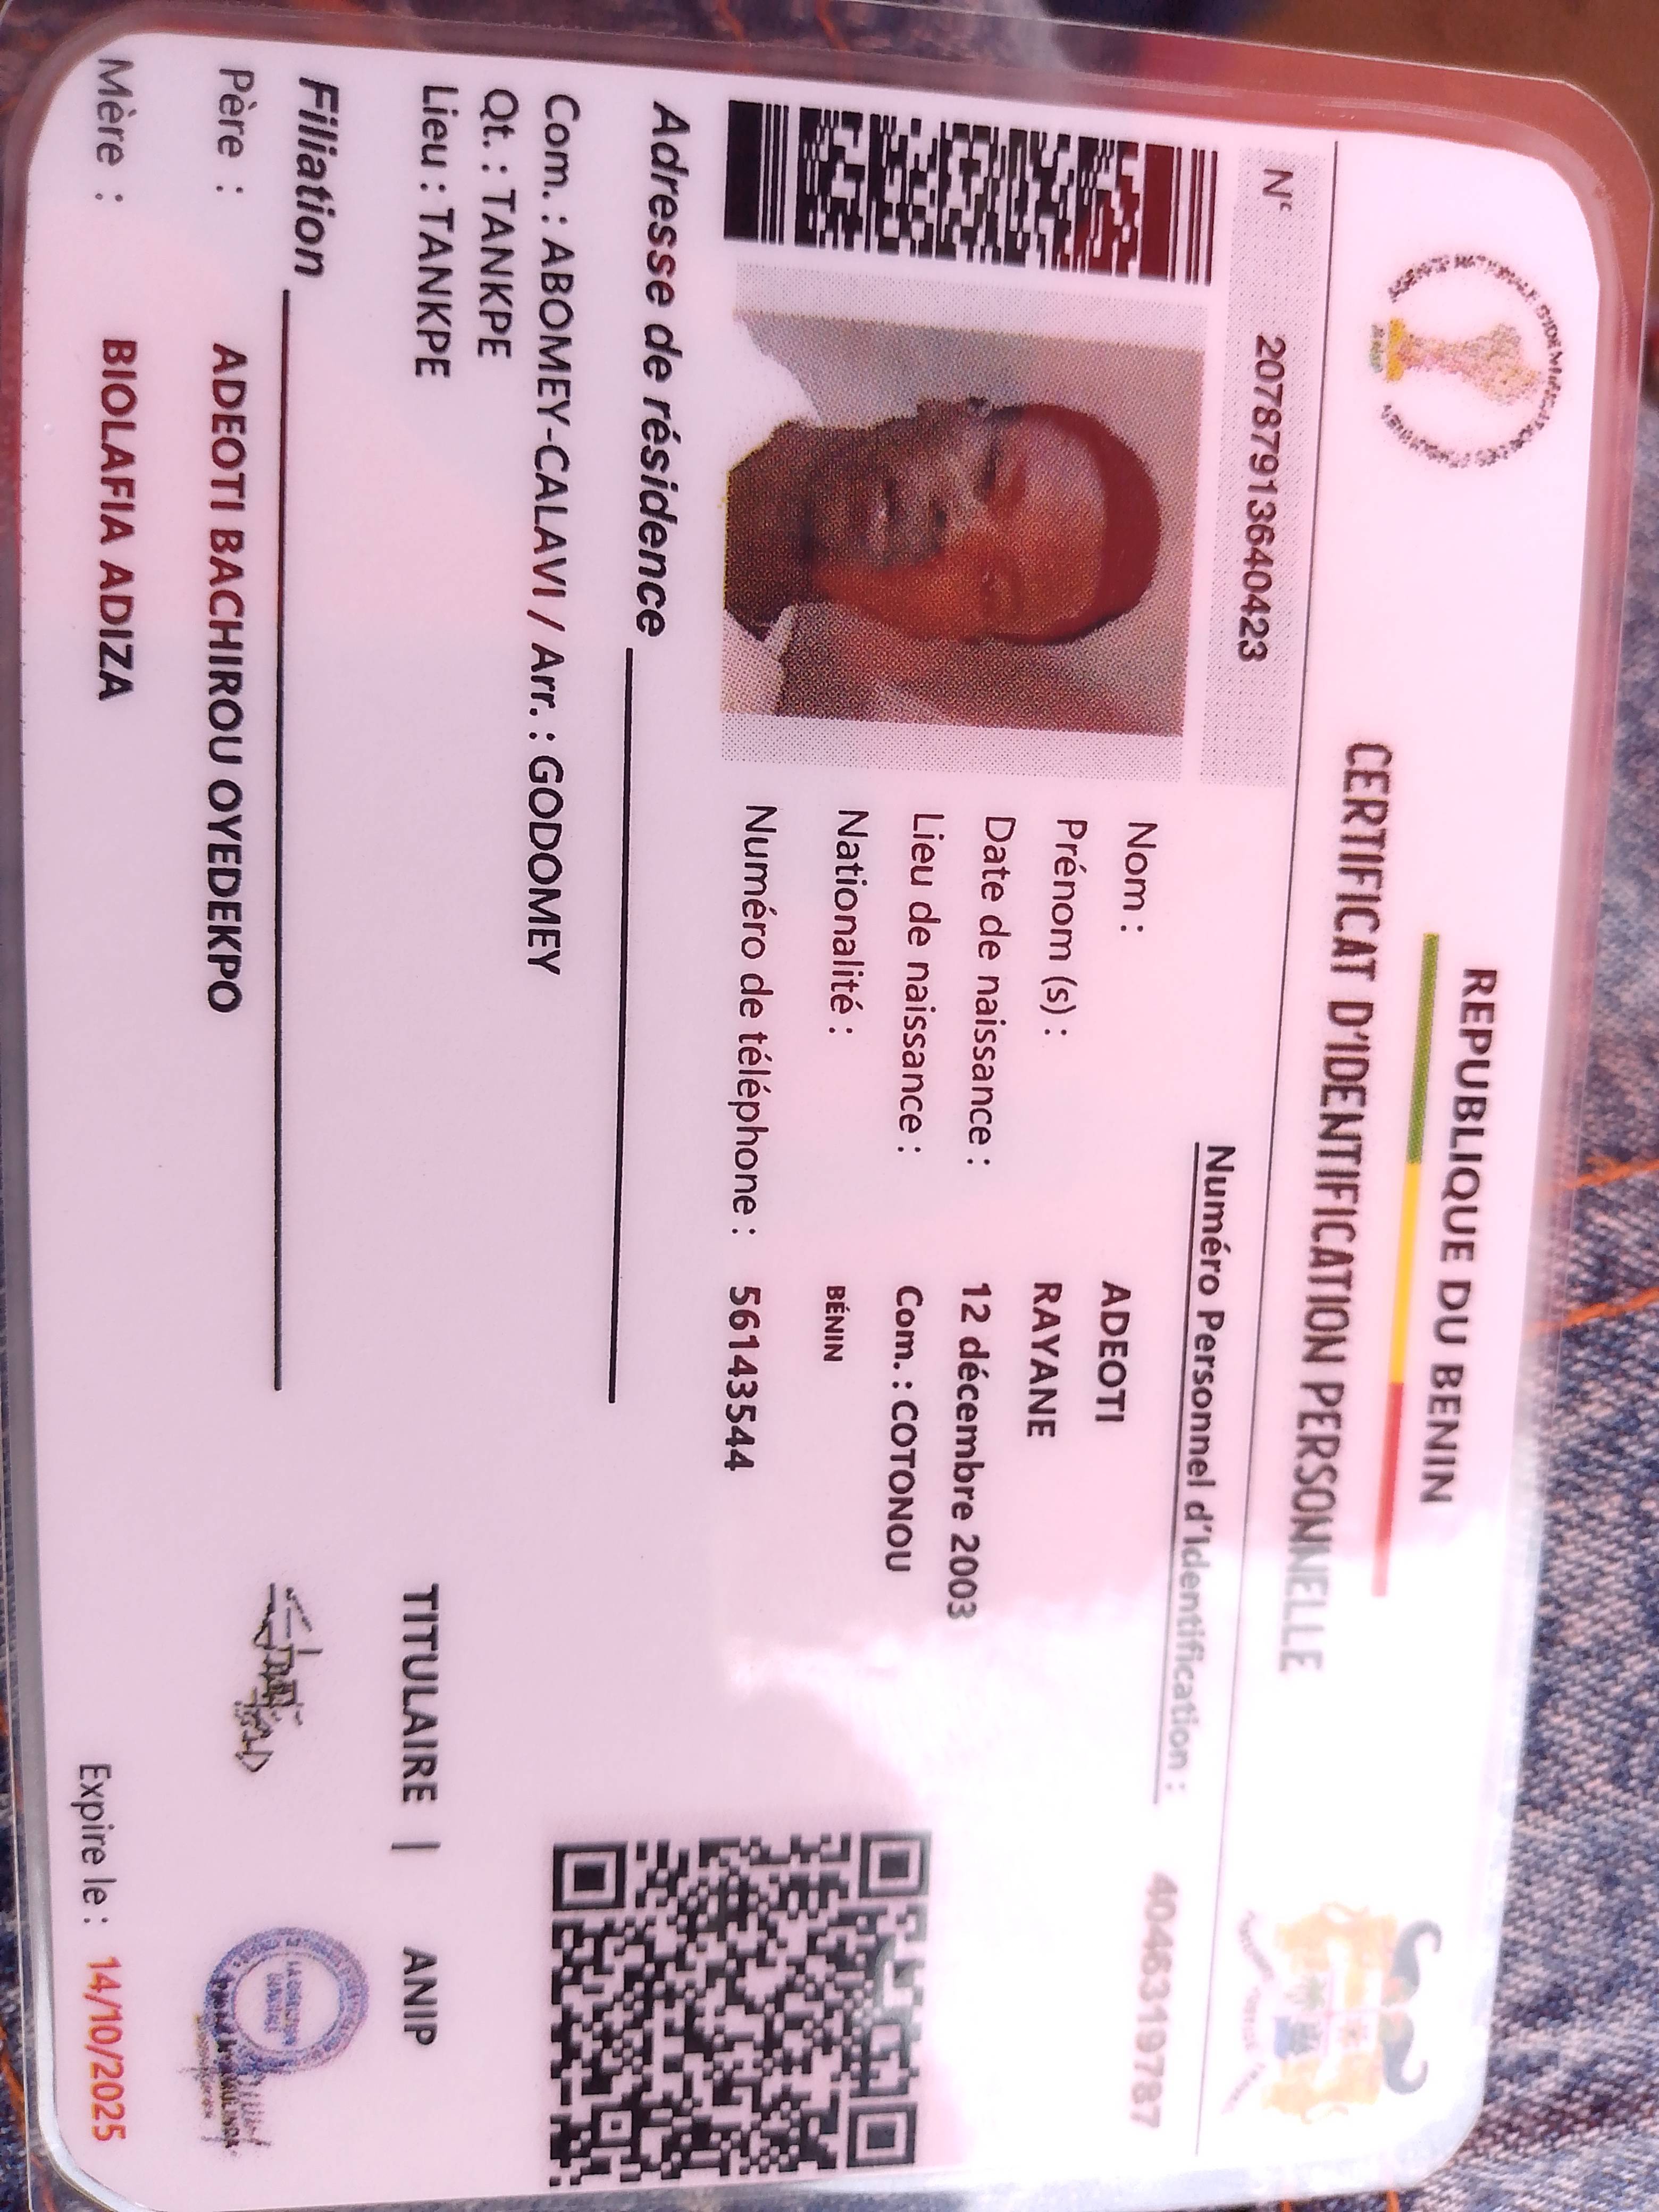 REPUBLIQUE DU BENIN
CERTIFICAT D'IDENTIFICATION PERSONNELLE
N° 2078791364042​3
Numéro Personnel d'Identification : 4046319787
Nom : ADEOTI
Prénom (s) : RAYANE
Date de naissance : 12 décembre 2003
Lieu de naissance : Com. : COTONOU
Nationalité : BÉNIN
Numéro de téléphone : 56143544
Adresse de résidence
Com. : ABOMEY-CALAVI / Arr. : GODOMEY
Qt. : TANKPE
Lieu : TANKPE
TITULAIRE | ANIP
Filiation
Père : ADEOTI BACHIROU OYEDEKPO
Mère : BIOLAFIA ADIZA
Expire le : 14/10/2025